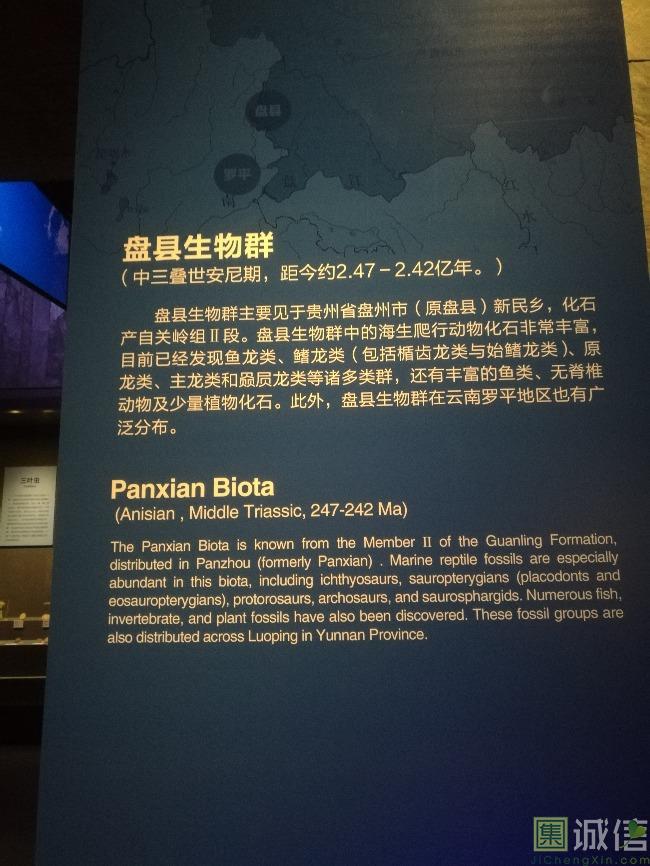 盘县
罗平
南
盘
江
红
水
盘县生物群
（中三叠世安尼期，距今约2.47－2.42亿年。）
盘县生物群主要见于贵州省盘州市（原盘县）新民乡，化石
产自关岭组Ⅱ段。盘县生物群中的海生爬行动物化石非常丰富，
目前已经发现鱼龙类、鳍龙类（包括楯齿龙类与始鳍龙类）、原
龙类、主龙类和赑屃龙类等诸多类群，还有丰富的鱼类、无脊椎
动物及少量植物化石。此外，盘县生物群在云南罗平地区也有广
泛分布。
Panxian Biota
(Anisian , Middle Triassic, 247-242 Ma)
The Panxian Biota is known from the Member II of the Guanling Formation,
distributed in Panzhou (formerly Panxian) . Marine reptile fossils are especially
abundant in this biota, including ichthyosaurs, sauropterygians (placodonts and
eosauropterygians), protorosaurs, archosaurs, and saurosphargids. Numerous fish,
invertebrate, and plant fossils have also been discovered. These fossil groups are
also distributed across Luoping in Yunnan Province.
三叶虫
集 诚信
JiChengXin.com